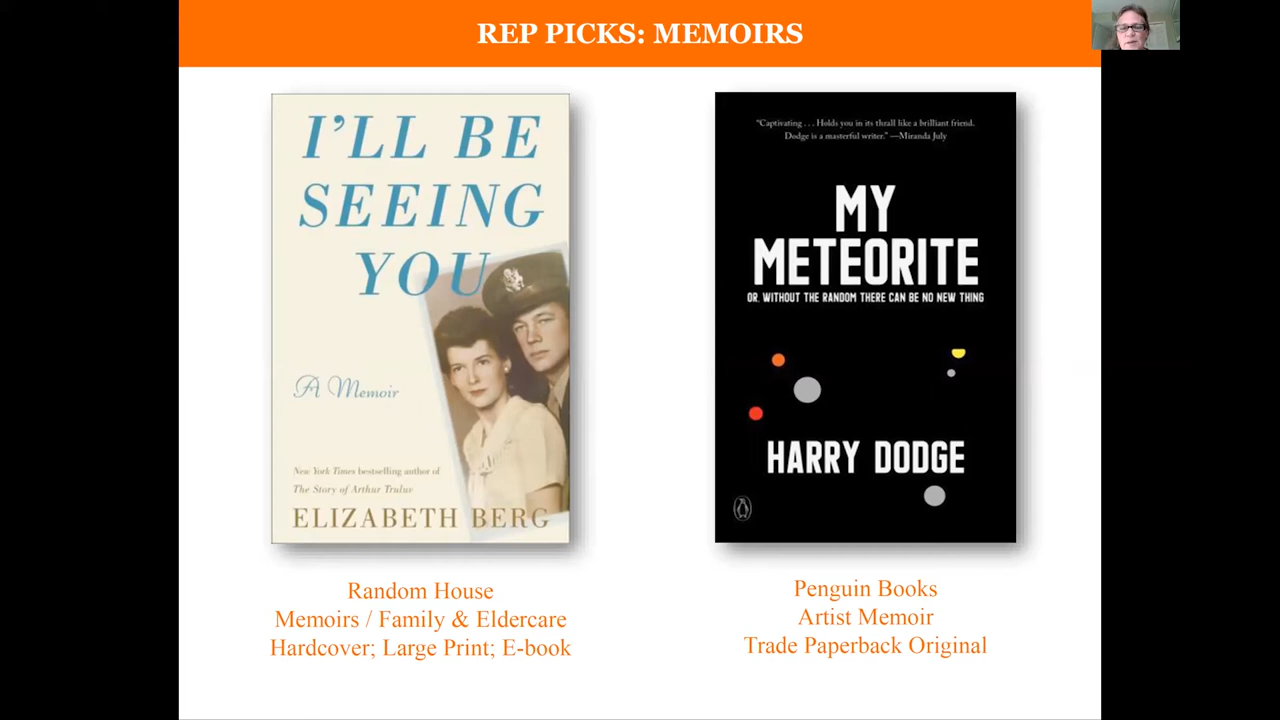 REP PICKS: MEMOIRS
I'LL BE
SEEING
YOU
A Memoir
New York Times bestselling author of
The Story of Arthur Truluv
ELIZABETH BERG
Random House
Memoirs / Family & Eldercare
Hardcover; Large Print; E-book
“Captivating . . . Holds you in its thrall like a brilliant friend.
Dodge is a masterful writer.” —Miranda July
MY
METEORITE
OR, WITHOUT THE RANDOM THERE CAN BE NO NEW THING
HARRY DODGE
Penguin Books
Artist Memoir
Trade Paperback Original